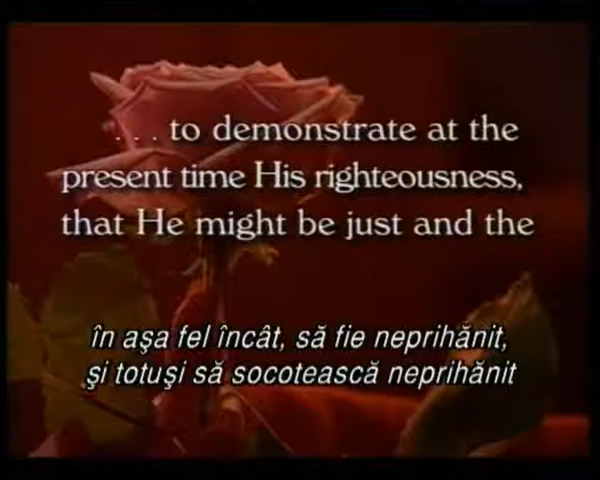 . . . to demonstrate at the
present time His righteousness,
that He might be just and the
în aşa fel încât, să fie neprihănit,
şi totuşi să socotească neprihănit